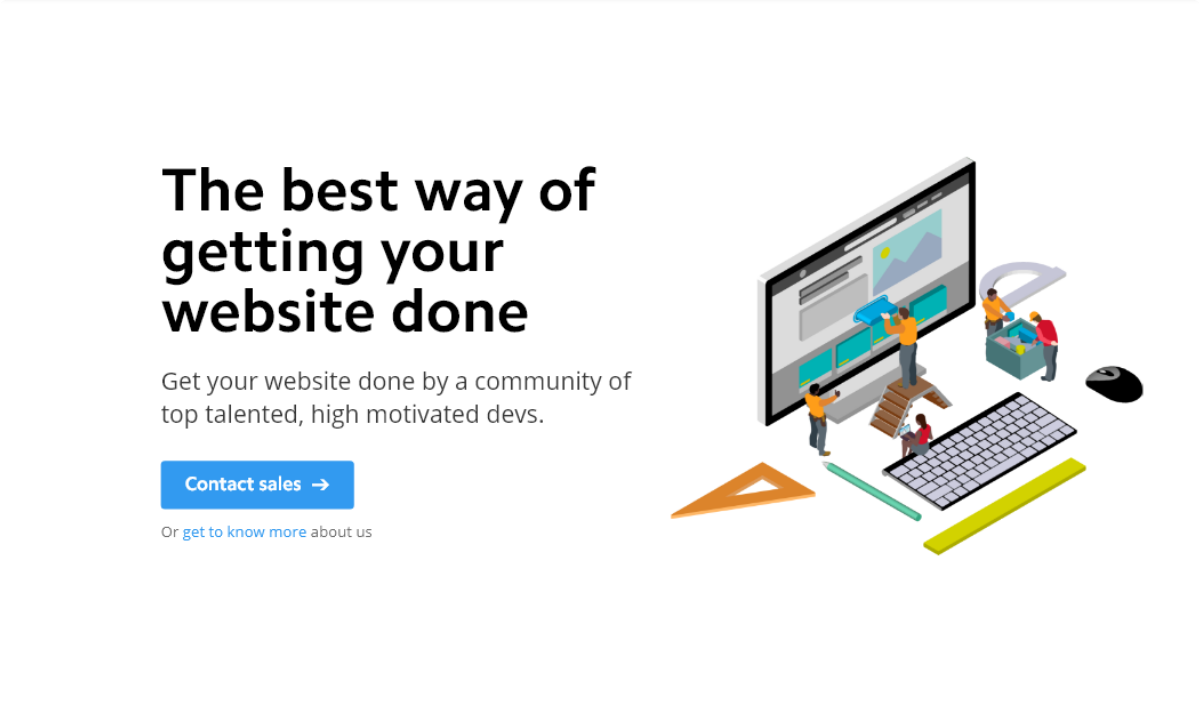 The best way of
getting your
website done
Get your website done by a community of
top talented, high motivated devs.
Contact sales →
Or get to know more about us